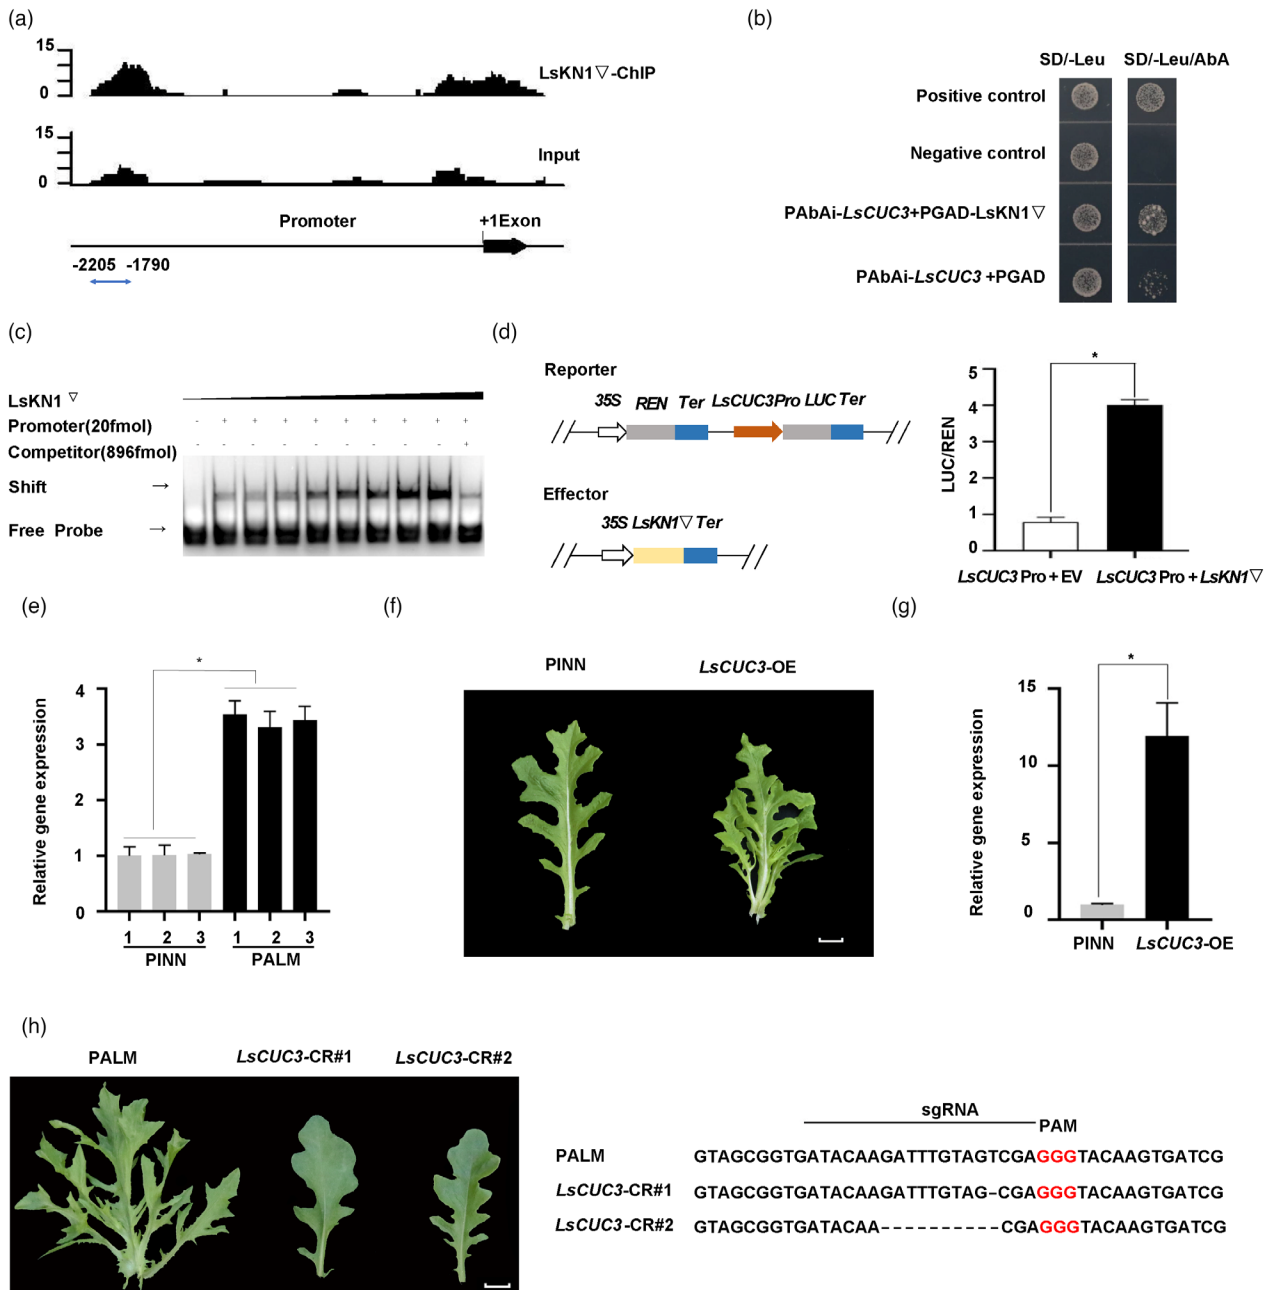 (a)
15
0
LsKN1▽-ChIP
15
0
Input
Promoter
+1Exon
-2205 -1790
(b)
SD/-Leu SD/-Leu/AbA
Positive control
Negative control
PAbAi-LsCUC3+PGAD-LsKN1▽
PAbAi-LsCUC3 +PGAD
(c)
LsKN1 ▽
Promoter(20fmol) - + + + + + + + + +
Competitor(896fmol) - - - - - - - - - +
Shift →
Free Probe →
(d)
Reporter
35S REN Ter LsCUC3Pro LUC Ter
Effector
35S LsKN1▽ Ter
LUC/REN
5
4
3
2
1
0
*
LsCUC3 Pro + EV LsCUC3 Pro + LsKN1▽
(e)
Relative gene expression
4
3
2
1
0
*
1 2 3 1 2 3
PINN PALM
(f)
PINN LsCUC3-OE
(g)
Relative gene expression
15
10
5
0
*
PINN LsCUC3-OE
(h)
PALM LsCUC3-CR#1 LsCUC3-CR#2
sgRNA
PAM
PALM GTAGCGGTGATACAAGATTTGTAGTCGAGGGTACAAGTGATCG
LsCUC3-CR#1 GTAGCGGTGATACAAGATTTGTAG-CGAGGGTACAAGTGATCG
LsCUC3-CR#2 GTAGCGGTGATACAA----------CGAGGGTACAAGTGATCG